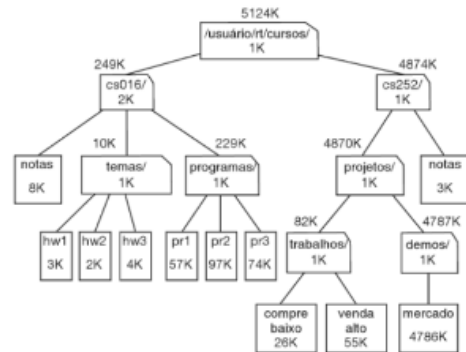 5124K
/usuário/rt/cursos/
1K
249K
4874K
cs016/
2K
cs252/
1K
10K
229K
4870K
notas
8K
temas/
1K
programas/
1K
projetos/
1K
notas
3K
82K
4787K
hw1
3K
hw2
2K
hw3
4K
pr1
57K
pr2
97K
pr3
74K
trabalhos/
1K
demos/
1K
compre
baixo
26K
venda
alto
55K
mercado
4786K